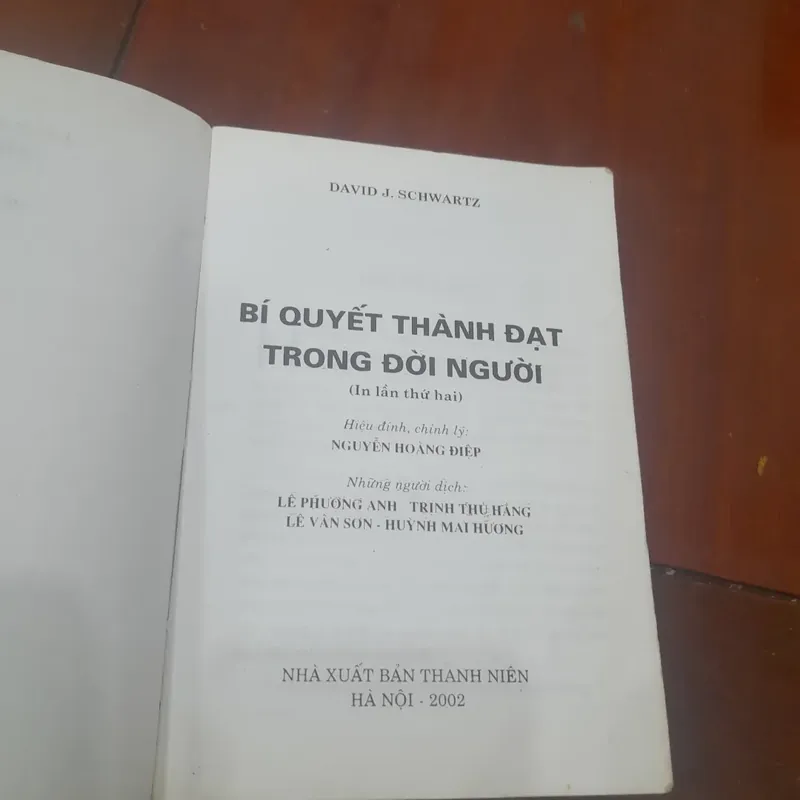 DAVID J. SCHWARTZ
BÍ QUYẾT THÀNH ĐẠT
TRONG ĐỜI NGƯỜI
(In lần thứ hai)
Hiệu đính, chỉnh lý:
NGUYỄN HOÀNG ĐIỆP
Những người dịch:
LÊ PHƯƠNG ANH TRỊNH THU HẰNG
LÊ VĂN SƠN - HUỲNH MAI HƯƠNG
NHÀ XUẤT BẢN THANH NIÊN
HÀ NỘI - 2002